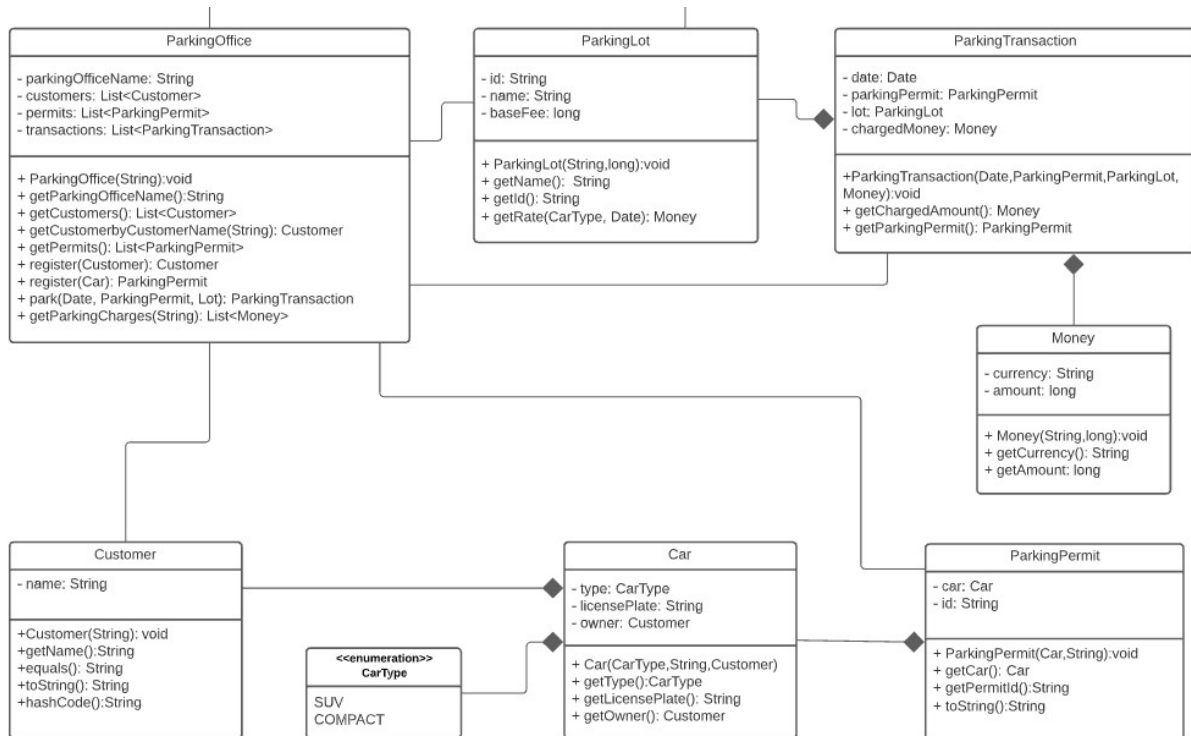 ParkingOffice
- parkingOfficeName: String
- customers: List<Customer>
- permits: List<ParkingPermit>
- transactions: List<ParkingTransaction>
+ ParkingOffice(String):void
+ getParkingOfficeName():String
+ getCustomers(): List<Customer>
+ getCustomerbyCustomerName(String): Customer
+ getPermits(): List<ParkingPermit>
+ register(Customer): Customer
+ register(Car): ParkingPermit
+ park(Date, ParkingPermit, Lot): ParkingTransaction
+ getParkingCharges(String): List<Money>
ParkingLot
- id: String
- name: String
- baseFee: long
+ ParkingLot(String,long):void
+ getName(): String
+ getId(): String
+ getRate(CarType, Date): Money
ParkingTransaction
- date: Date
- parkingPermit: ParkingPermit
- lot: ParkingLot
- chargedMoney: Money
+ParkingTransaction(Date,ParkingPermit,ParkingLot,
Money):void
+ getChargedAmount(): Money
+ getParkingPermit(): ParkingPermit
Money
- currency: String
- amount: long
+ Money(String,long):void
+ getCurrency(): String
+ getAmount: long
Customer
- name: String
+Customer(String): void
+getName():String
+equals(): String
+toString(): String
+hashCode():String
<<enumeration>>
CarType
SUV
COMPACT
Car
- type: CarType
- licensePlate: String
- owner: Customer
+ Car(CarType,String,Customer)
+ getType():CarType
+ getLicensePlate(): String
+ getOwner(): Customer
ParkingPermit
- car: Car
- id: String
+ ParkingPermit(Car,String):void
+ getCar(): Car
+ getPermitId():String
+ toString():String